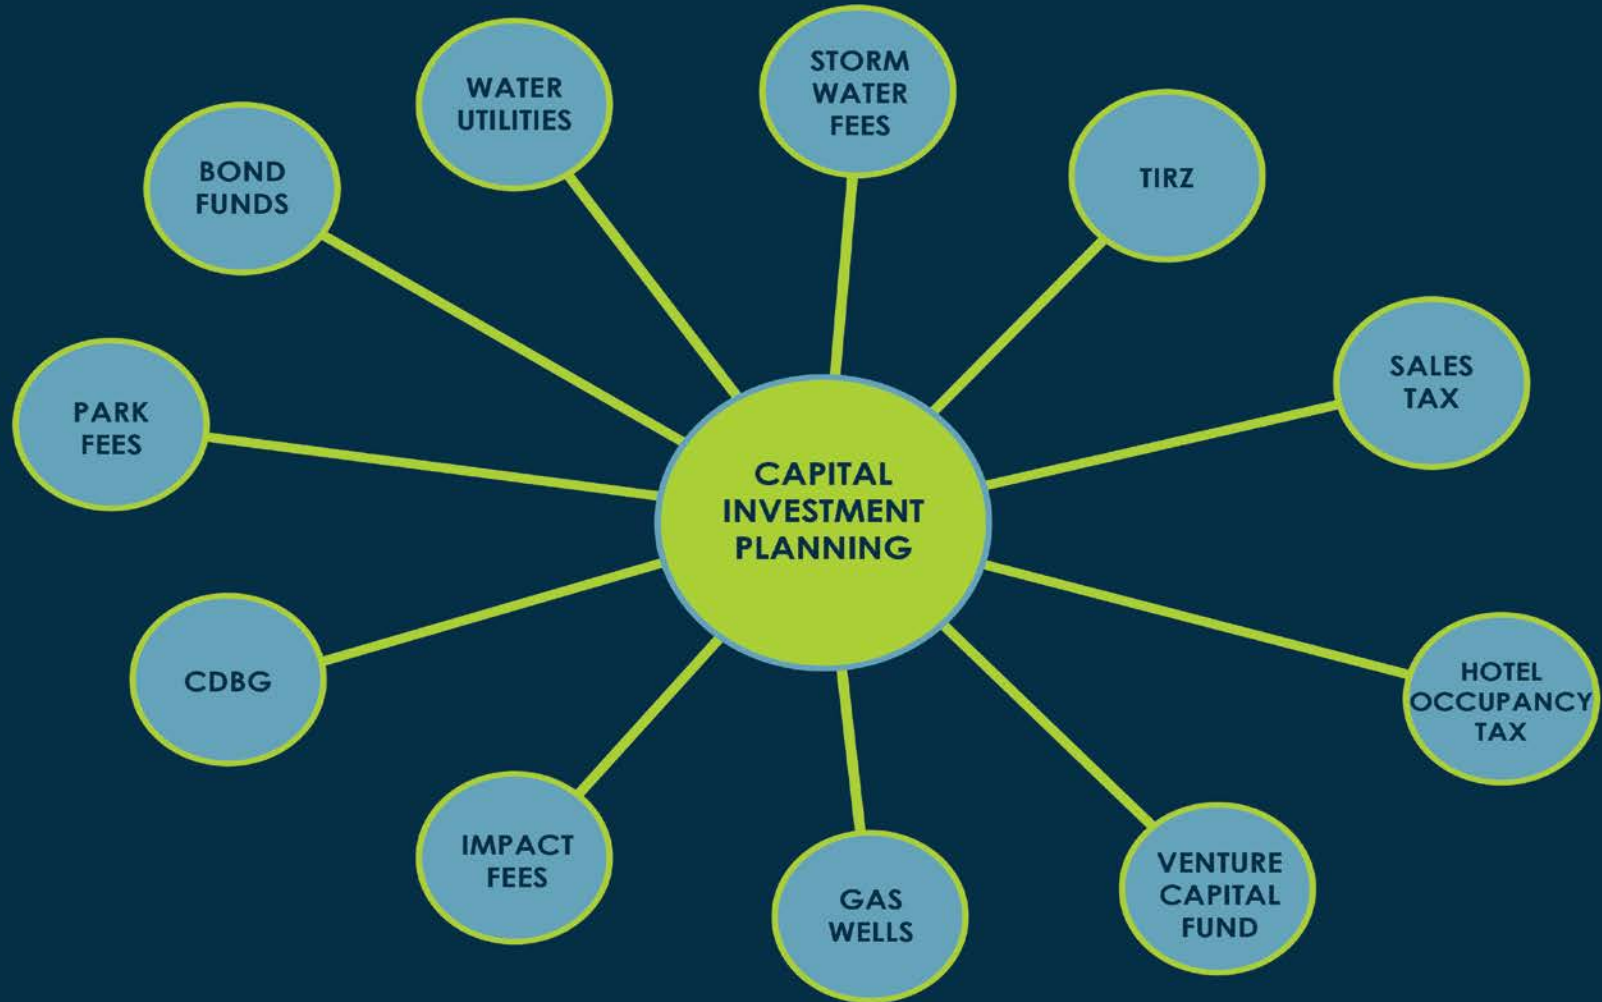 STORM
WATER
FEES
WATER
UTILITIES
TIRZ
BOND
FUNDS
SALES
TAX
PARK
FEES
CAPITAL
INVESTMENT
PLANNING
CDBG
HOTEL
OCCUPANCY
TAX
IMPACT
FEES
VENTURE
CAPITAL
FUND
GAS
WELLS